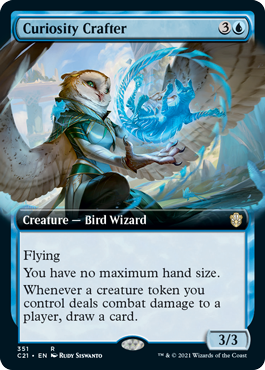 Curiosity Crafter 3
Creature — Bird Wizard
Flying
You have no maximum hand size.
Whenever a creature token you
control deals combat damage to a
player, draw a card.
3/3
351 R
C21 • EN Rudy Siswanto ™ & © 2021 Wizards of the Coast